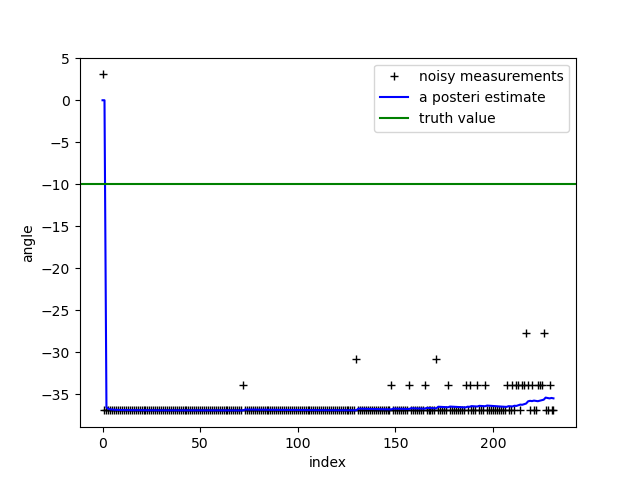 5
0
−5
−10
−15
−20
−25
−30
−35
angle
noisy measurements
a posteri estimate
truth value
0 50 100 150 200
index